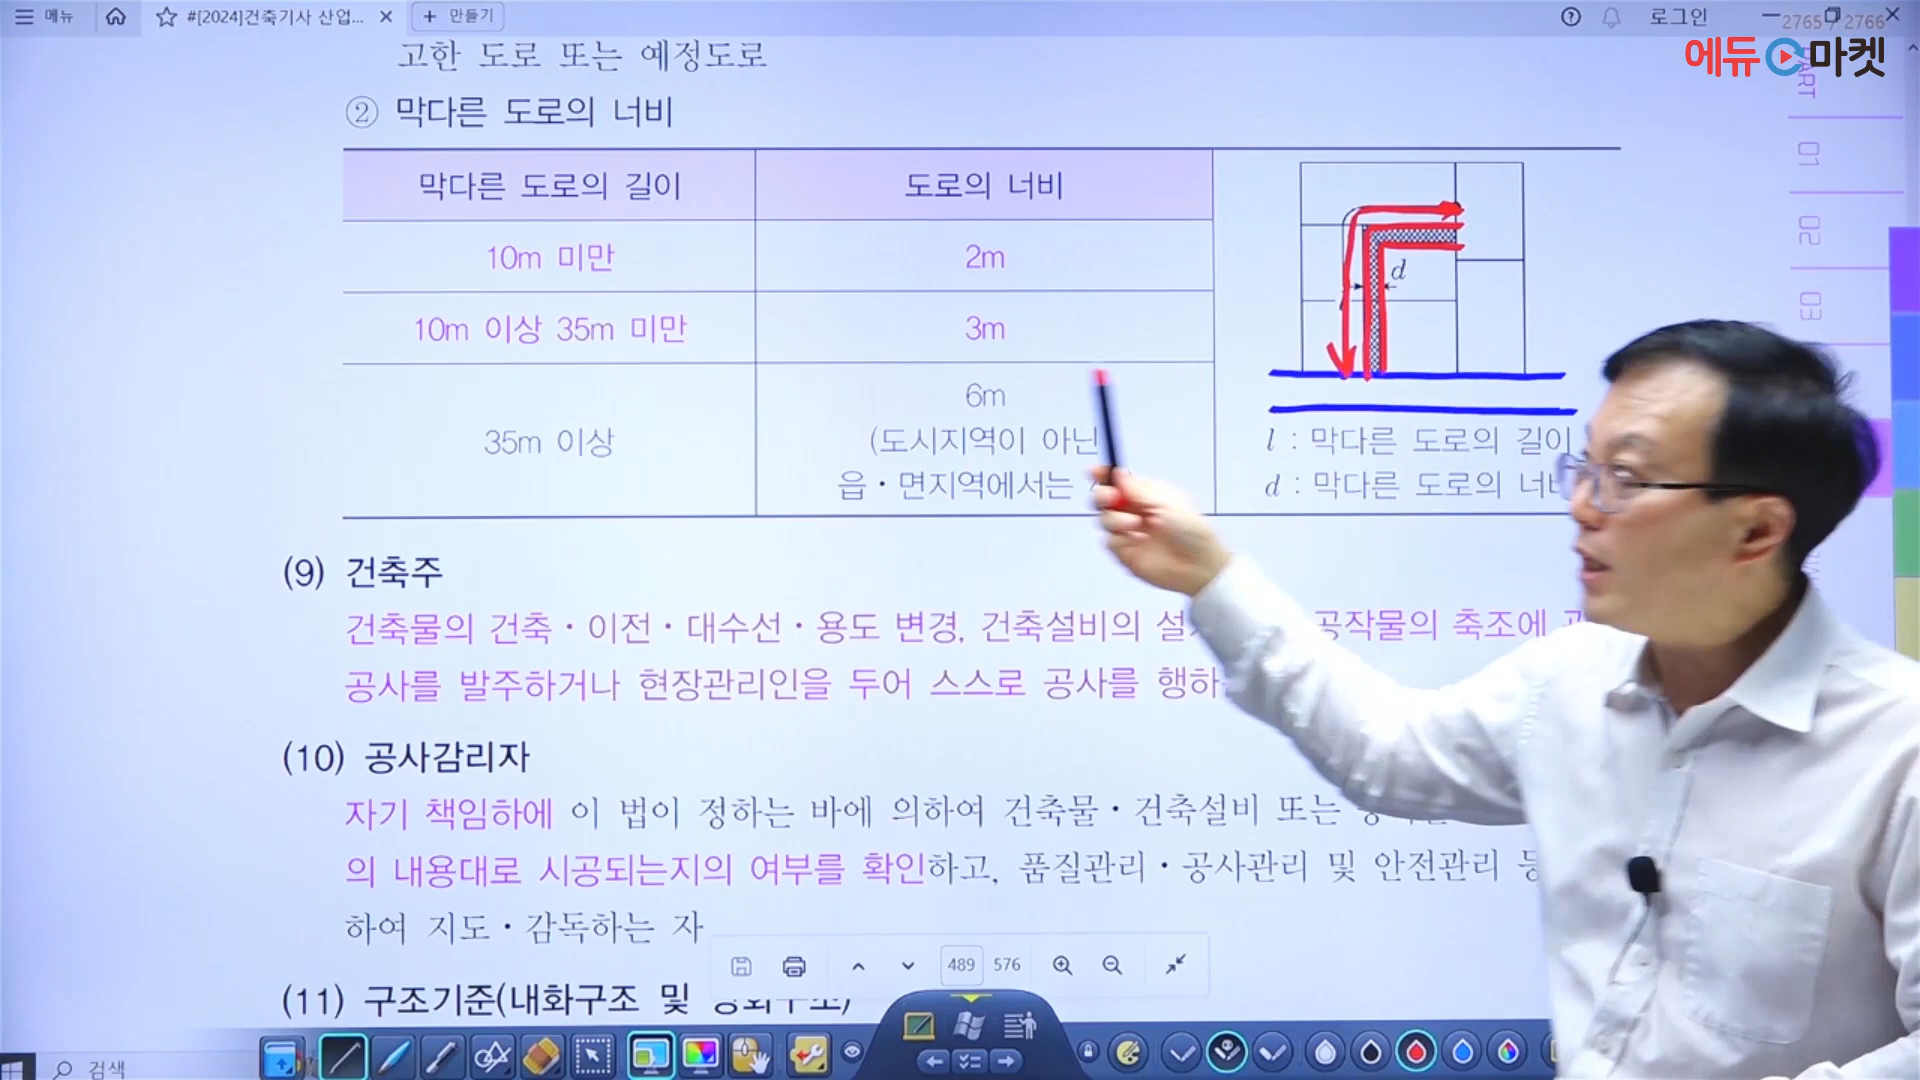 메뉴
#[2024]건축기사 산업...
만들기
로그인
2765 / 2766
에듀 마켓
PART
01
02
03
고한 도로 또는 예정도로
② 막다른 도로의 너비
막다른 도로의 길이
도로의 너비
10m 미만
2m
10m 이상 35m 미만
3m
35m 이상
6m
(도시지역이 아닌
읍·면지역에서는
d
l : 막다른 도로의 길이
d : 막다른 도로의
(9) 건축주
건축물의 건축·이전·대수선·용도 변경, 건축설비의 공작물의 축조에
공사를 발주하거나 현장관리인을 두어 스스로 공사를
(10) 공사감리자
자기 책임하에 이 법이 정하는 바에 의하여 건축물·건축설비 또는
의 내용대로 시공되는지의 여부를 확인하고, 품질관리·공사관리 및 안전관리
하여 지도·감독하는 자
489 576
(11) 구조기준(내화구조 및
검색